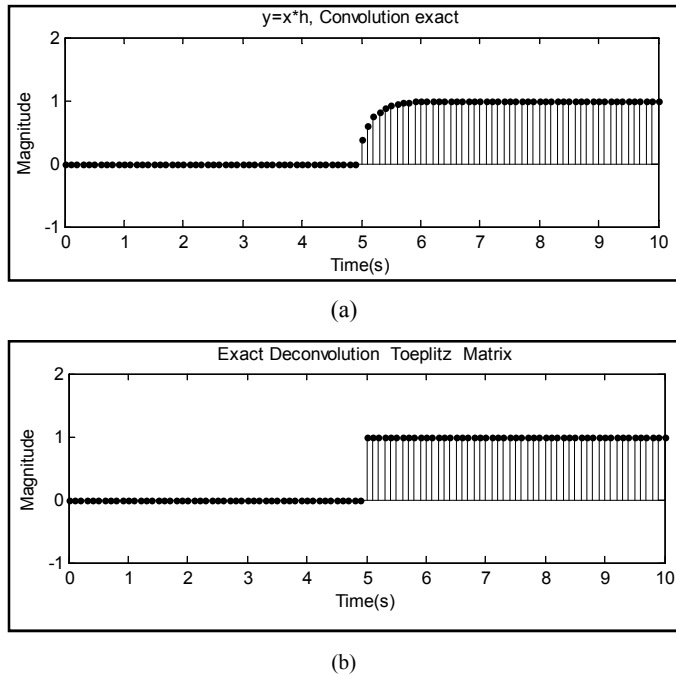 y=x*h, Convolution exact
2
1
0
-1
Magnitude
0 1 2 3 4 5 6 7 8 9 10
Time(s)
(a)
Exact Deconvolution Toeplitz Matrix
2
1
0
-1
Magnitude
0 1 2 3 4 5 6 7 8 9 10
Time(s)
(b)